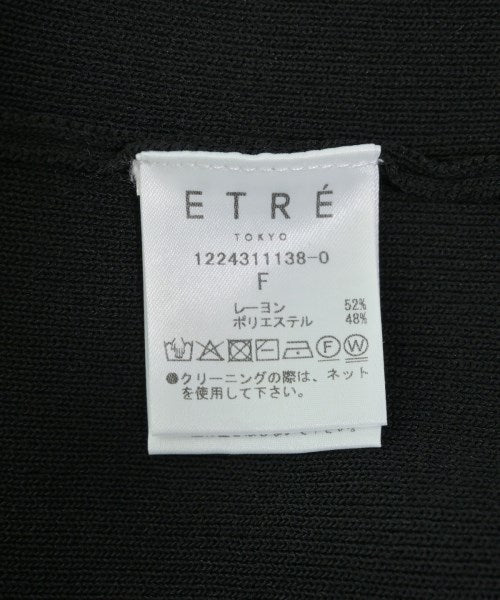 ETRÉ
TOKYO
1224311138-0
F
レーヨン 52%
ポリエステル 48%
F W
●クリーニングの際は、ネット
を使用して下さい。